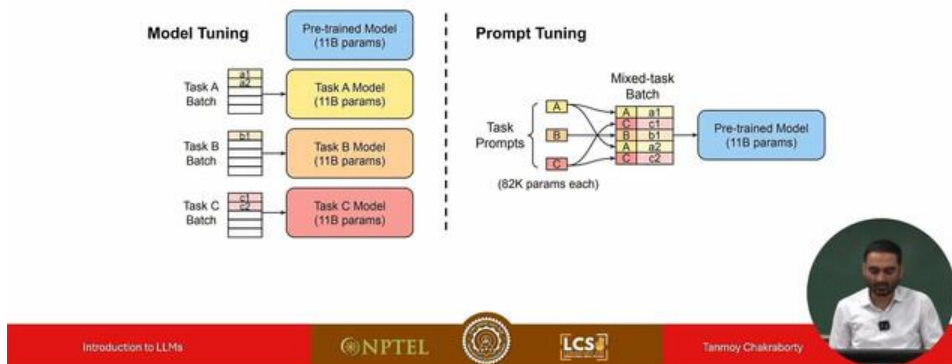 Model Tuning
Pre-trained Model
(11B params)
Task A
Batch
a1
a2
Task A Model
(11B params)
Task B
Batch
b1
Task B Model
(11B params)
Task C
Batch
c1
c2
Task C Model
(11B params)
Prompt Tuning
Mixed-task
Batch
Task
Prompts
A
B
C
(82K params each)
A a1
C c1
B b1
A a2
C c2
Pre-trained Model
(11B params)
Introduction to LLMs
NPTEL
LCS
Tanmoy Chakraborty